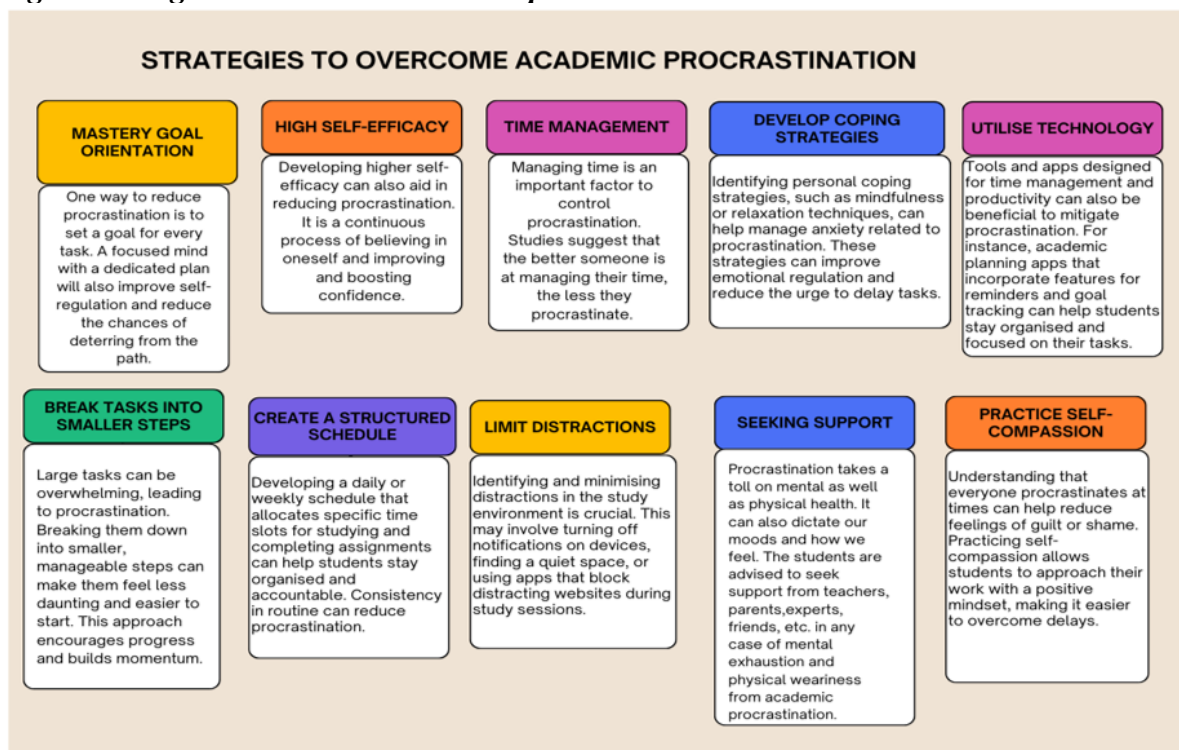 STRATEGIES TO OVERCOME ACADEMIC PROCRASTINATION
MASTERY GOAL
ORIENTATION
One way to reduce
procrastination is to
set a goal for every
task. A focused mind
with a dedicated plan
will also improve self-
regulation and reduce
the chances of
deterring from the
path.
HIGH SELF-EFFICACY
Developing higher self-
efficacy can also aid in
reducing procrastination.
It is a continuous
process of believing in
oneself and improving
and boosting
confidence.
TIME MANAGEMENT
Managing time is an
important factor to
control
procrastination.
Studies suggest that
the better someone is
at managing their time,
the less they
procrastinate.
DEVELOP COPING
STRATEGIES
Identifying personal coping
strategies, such as mindfulness
or relaxation techniques, can
help manage anxiety related to
procrastination. These
strategies can improve
emotional regulation and
reduce the urge to delay tasks.
UTILISE TECHNOLOGY
Tools and apps designed
for time management and
productivity can also be
beneficial to mitigate
procrastination. For
instance, academic
planning apps that
incorporate features for
reminders and goal
tracking can help students
stay organised and
focused on their tasks.
BREAK TASKS INTO
SMALLER STEPS
Large tasks can be
overwhelming, leading
to procrastination.
Breaking them down
into smaller,
manageable steps can
make them feel less
daunting and easier to
start. This approach
encourages progress
and builds momentum.
CREATE A STRUCTURED
SCHEDULE
Developing a daily or
weekly schedule that
allocates specific time
slots for studying and
completing assignments
can help students stay
organised and
accountable. Consistency
in routine can reduce
procrastination.
LIMIT DISTRACTIONS
Identifying and minimising
distractions in the study
environment is crucial. This
may involve turning off
notifications on devices,
finding a quiet space, or
using apps that block
distracting websites during
study sessions.
SEEKING SUPPORT
Procrastination takes a
toll on mental as well
as physical health. It
can also dictate our
moods and how we
feel. The students are
advised to seek
support from teachers,
parents,experts,
friends, etc. in any
case of mental
exhaustion and
physical weariness
from academic
procrastination.
PRACTICE SELF-
COMPASSION
Understanding that
everyone procrastinates at
times can help reduce
feelings of guilt or shame.
Practicing self-
compassion allows
students to approach their
work with a positive
mindset, making it easier
to overcome delays.